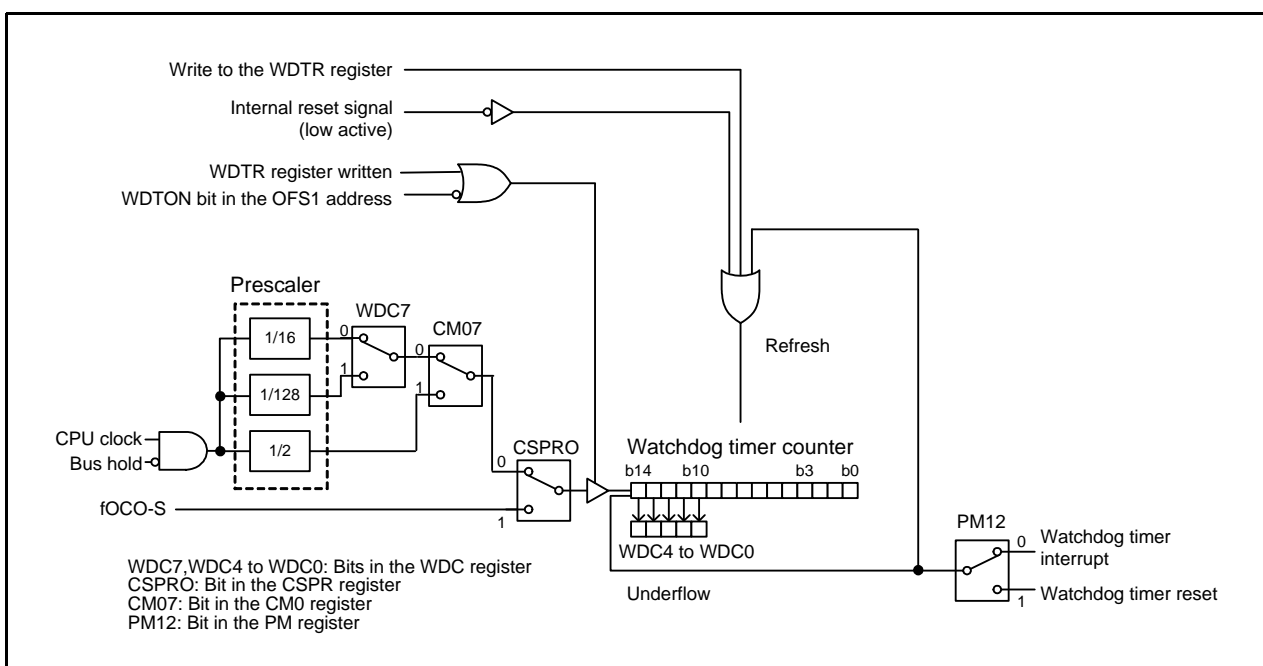 Write to the WDTR register
Internal reset signal
(low active)
WDTR register written
WDTON bit in the OFS1 address
Prescaler
WDC7
1/16
0
CM07
Refresh
0
1
1/128
1
CPU clock
Bus hold
1/2
CSPRO
Watchdog timer counter
0
b14
b10
b3
b0
fOCO-S
1
PM12
WDC4 to WDC0
0
Watchdog timer
interrupt
WDC7,WDC4 to WDC0: Bits in the WDC register
CSPRO: Bit in the CSPR register
CM07: Bit in the CM0 register
PM12: Bit in the PM register
Underflow
1
Watchdog timer reset